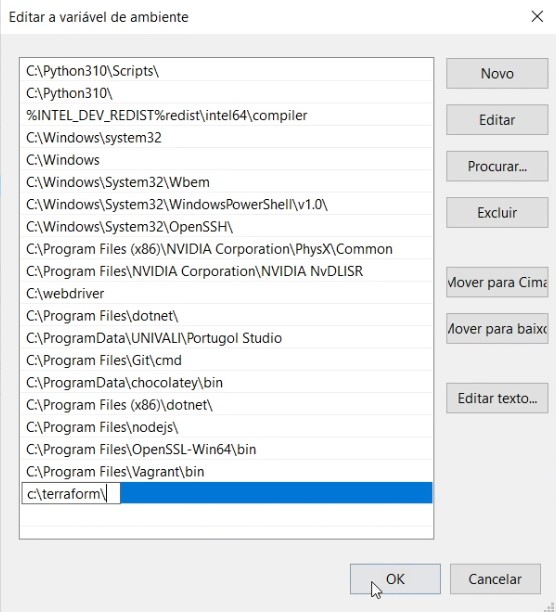 Editar a variável de ambiente
C:\Python310\Scripts\
Novo
C:\Python310\
%INTEL_DEV_REDIST%redist\intel64\compiler
Editar
C:\Windows\system32
C:\Windows
Procurar...
C:\Windows\System32\Wbem
C:\Windows\System32\WindowsPowerShell\v1.0\
Excluir
C:\Windows\System32\OpenSSH\
C:\Program Files (x86)\NVIDIA Corporation\PhysX\Common
C:\Program Files\NVIDIA Corporation\NVIDIA NvDLISR
Mover para Cima
C:\webdriver
C:\Program Files\dotnet\
Mover para baixo
C:\ProgramData\UNIVALI\Portugol Studio
C:\Program Files\Git\cmd
C:\ProgramData\chocolatey\bin
C:\Program Files (x86)\dotnet\
Editar texto...
C:\Program Files\nodejs\
C:\Program Files\OpenSSL-Win64\bin
C:\Program Files\Vagrant\bin
c:\terraform\
OK
Cancelar